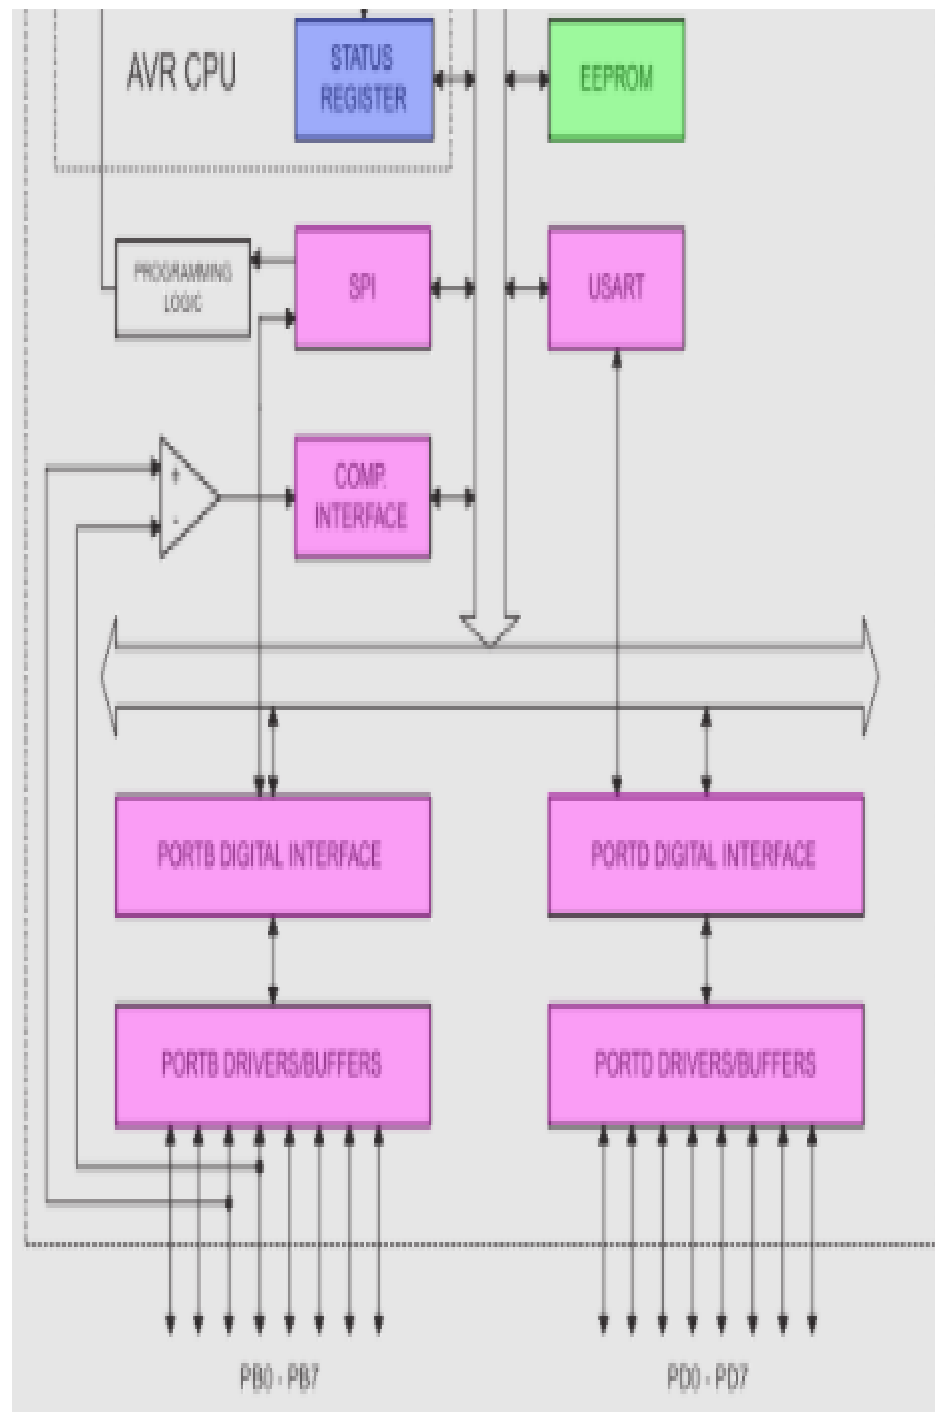 AVR CPU
STATUS
REGISTER
EEPROM
PROGRAMMING
LOGIC
SPI
USART
+
-
COMP.
INTERFACE
PORTB DIGITAL INTERFACE
PORTD DIGITAL INTERFACE
PORTB DRIVERS/BUFFERS
PORTD DRIVERS/BUFFERS
PB0 - PB7
PD0 - PD7